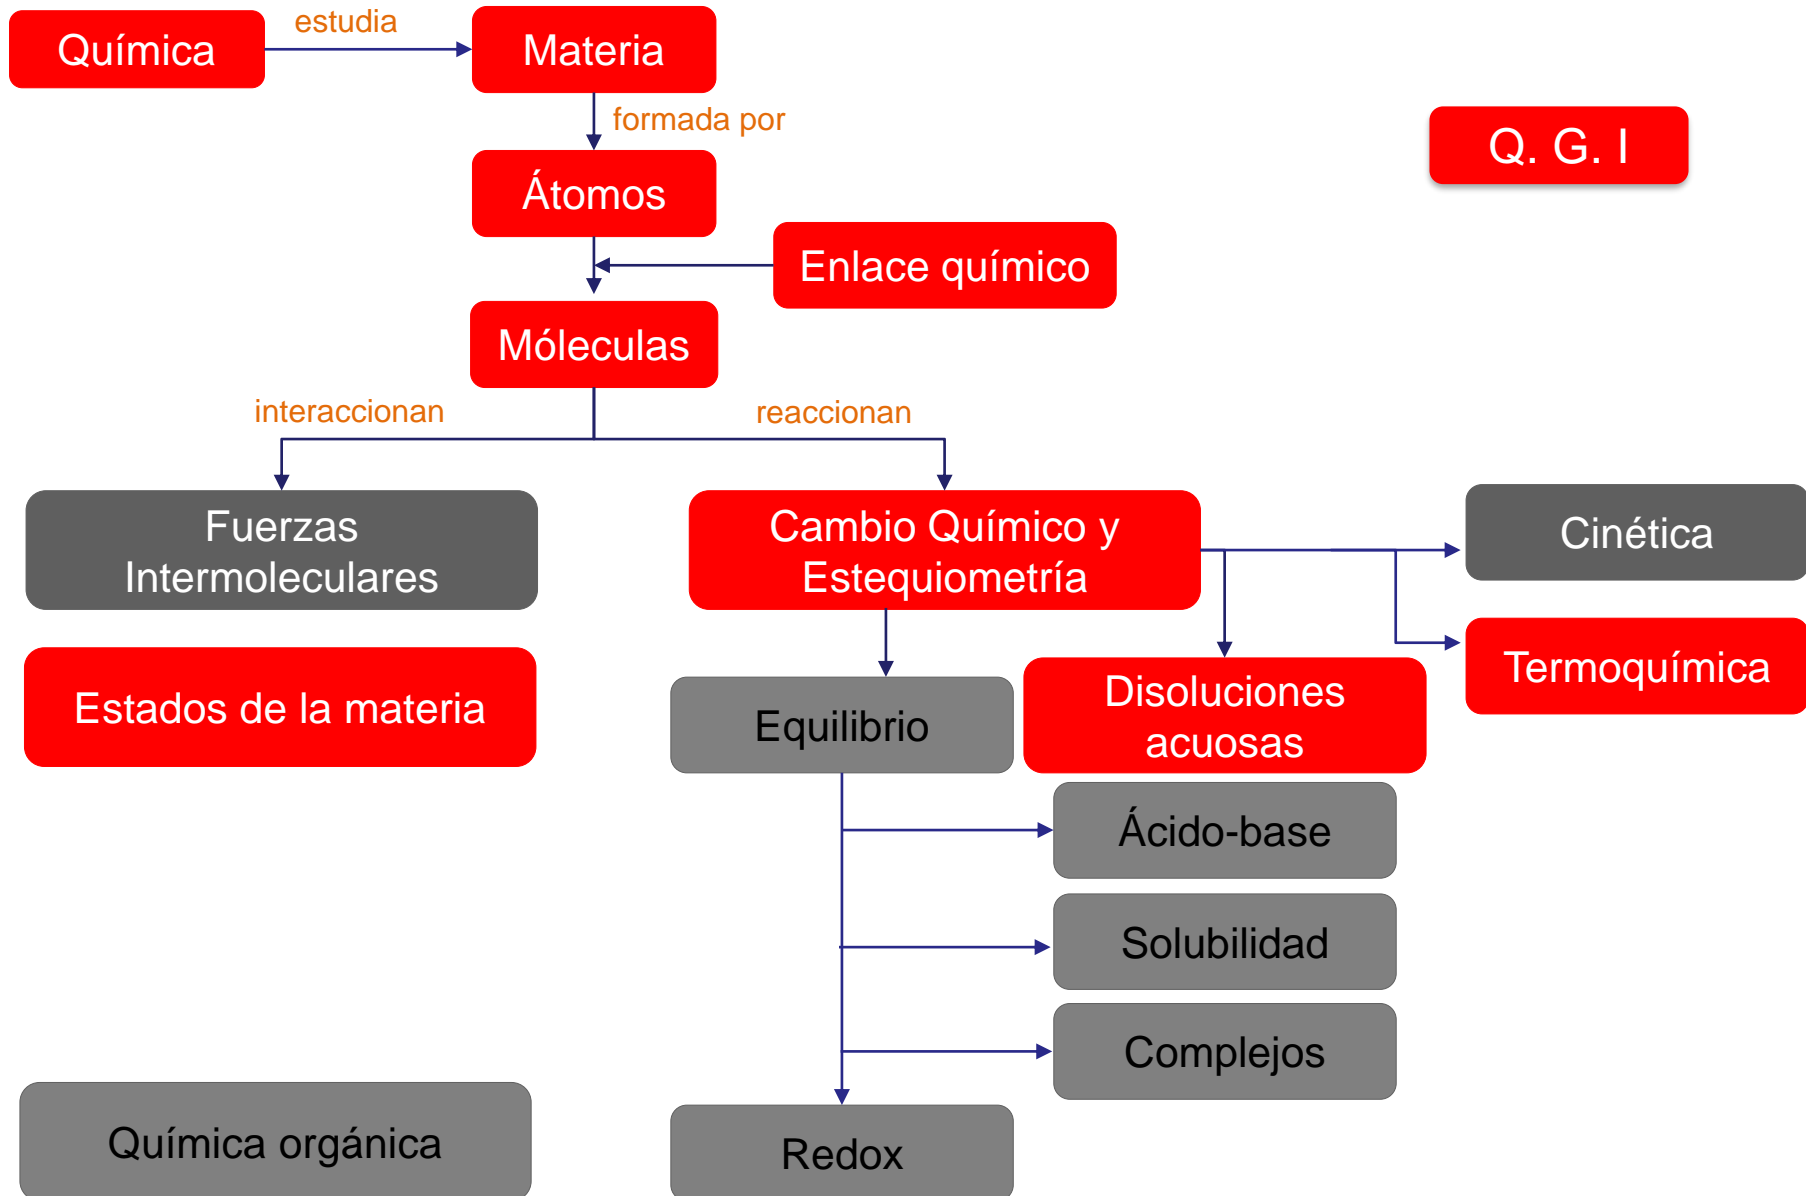 Química
estudia
Materia
formada por
Q. G. I
Átomos
Enlace químico
Móleculas
interaccionan
reaccionan
Fuerzas
Intermoleculares
Cambio Químico y
Estequiometría
Cinética
Estados de la materia
Equilibrio
Disoluciones
acuosas
Termoquímica
Ácido-base
Solubilidad
Complejos
Química orgánica
Redox